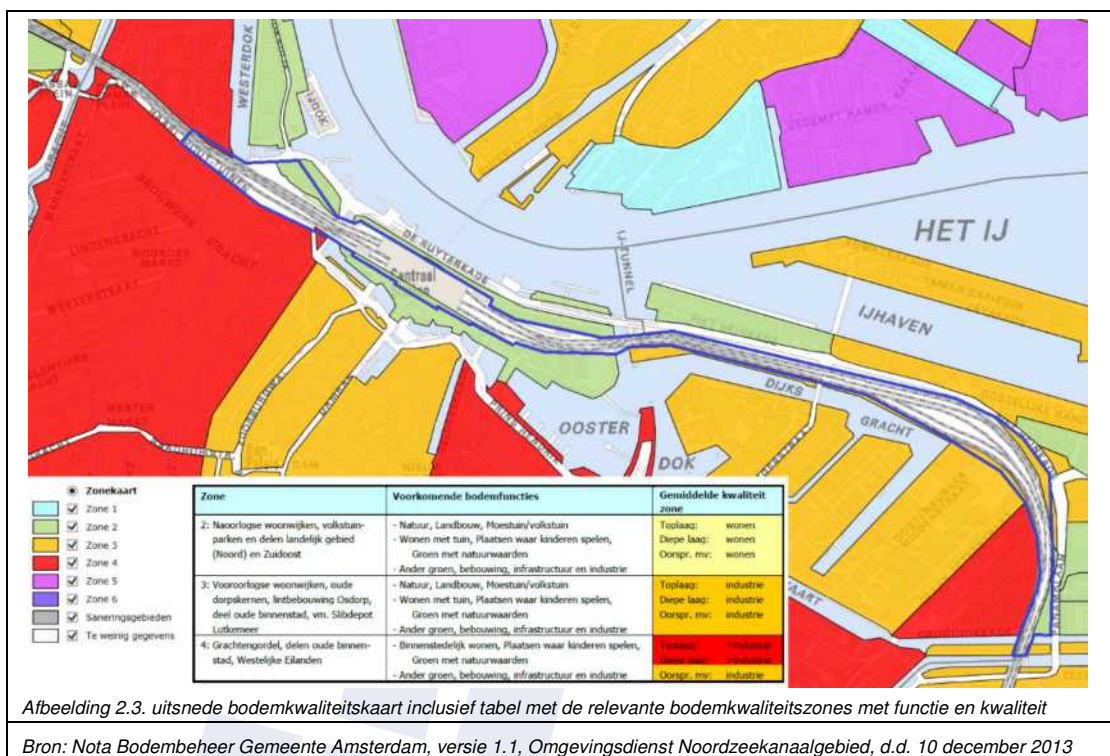 WESTERDOK
IJDOK
HET IJ
DE RUYTERKADE
IJ-TUNNEL
Centraal
IJHAVEN
DIJKS
GRACHT
OOSTER
DOK
Zonekaart
Zone 1
Zone 2
Zone 3
Zone 4
Zone 5
Zone 6
Saneringsgebieden
Te weinig gegevens
Zone
Voorkomende bodemfuncties
Gemiddelde kwaliteit
zone
2: Naoorlogse woonwijken, volkstuin-
parken en delen landelijk gebied
(Noord) en Zuidoost
- Natuur, Landbouw, Moestuin/volkstuin
- Wonen met tuin, Plaatsen waar kinderen spelen,
Groen met natuurwaarden
- Ander groen, bebouwing, infrastructuur en industrie
Toplaag: wonen
Diepe laag: wonen
Oorspr. mv: wonen
3: Vooroorlogse woonwijken, oude
dorpskernen, lintbebouwing Osdorp,
deel oude binnenstad, vm. Slibdepot
Lutkemeer
- Natuur, Landbouw, Moestuin/volkstuin
- Wonen met tuin, Plaatsen waar kinderen spelen,
Groen met natuurwaarden
- Ander groen, bebouwing, infrastructuur en industrie
Toplaag: industrie
Diepe laag: industrie
Oorspr. mv: industrie
4: Grachtengordel, delen oude binnen-
stad, Westelijke Eilanden
- Binnenstedelijk wonen, Plaatsen waar kinderen spelen,
Groen met natuurwaarden
- Ander groen, bebouwing, infrastructuur en industrie
Toplaag: >industrie
Diepe laag: >industrie
Oorspr. mv: industrie
Afbeelding 2.3. uitsnede bodemkwaliteitskaart inclusief tabel met de relevante bodemkwaliteitszones met functie en kwaliteit
Bron: Nota Bodembeheer Gemeente Amsterdam, versie 1.1, Omgevingsdienst Noordzeekanaalgebied, d.d. 10 december 2013